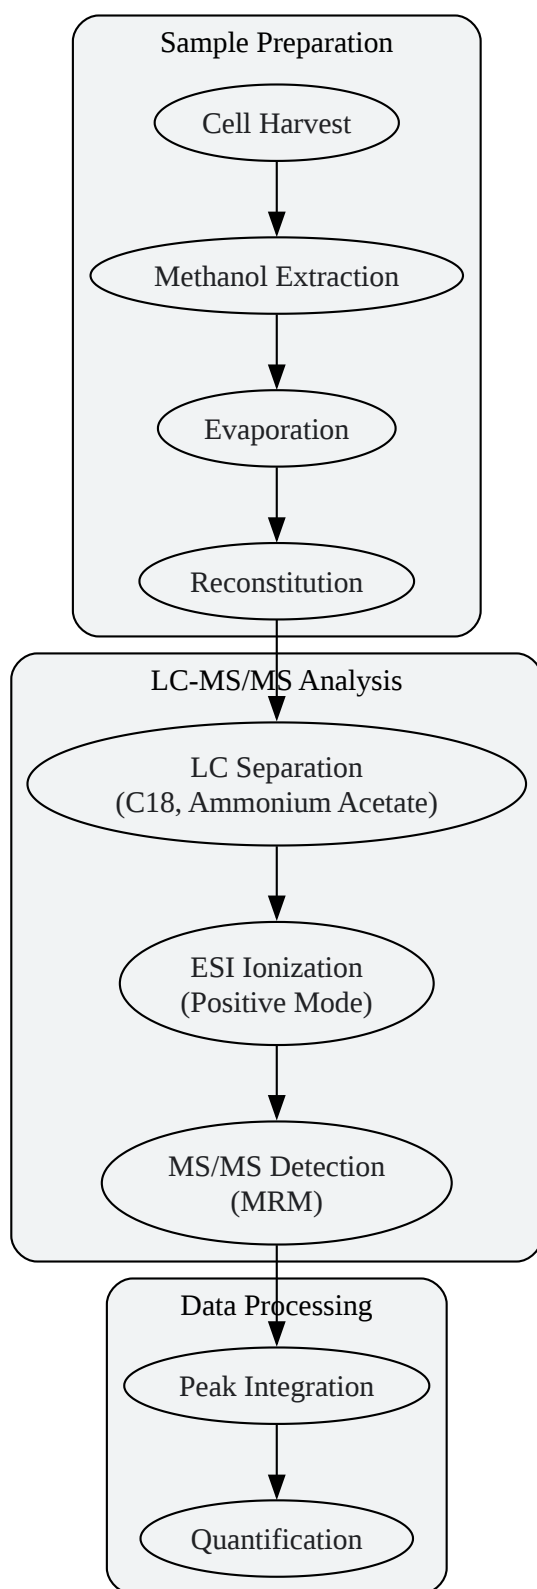 Sample Preparation
Cell Harvest
Methanol Extraction
Evaporation
Reconstitution
LC-MS/MS Analysis
LC Separation
(C18, Ammonium Acetate)
ESI Ionization
(Positive Mode)
MS/MS Detection
(MRM)
Data Processing
Peak Integration
Quantification